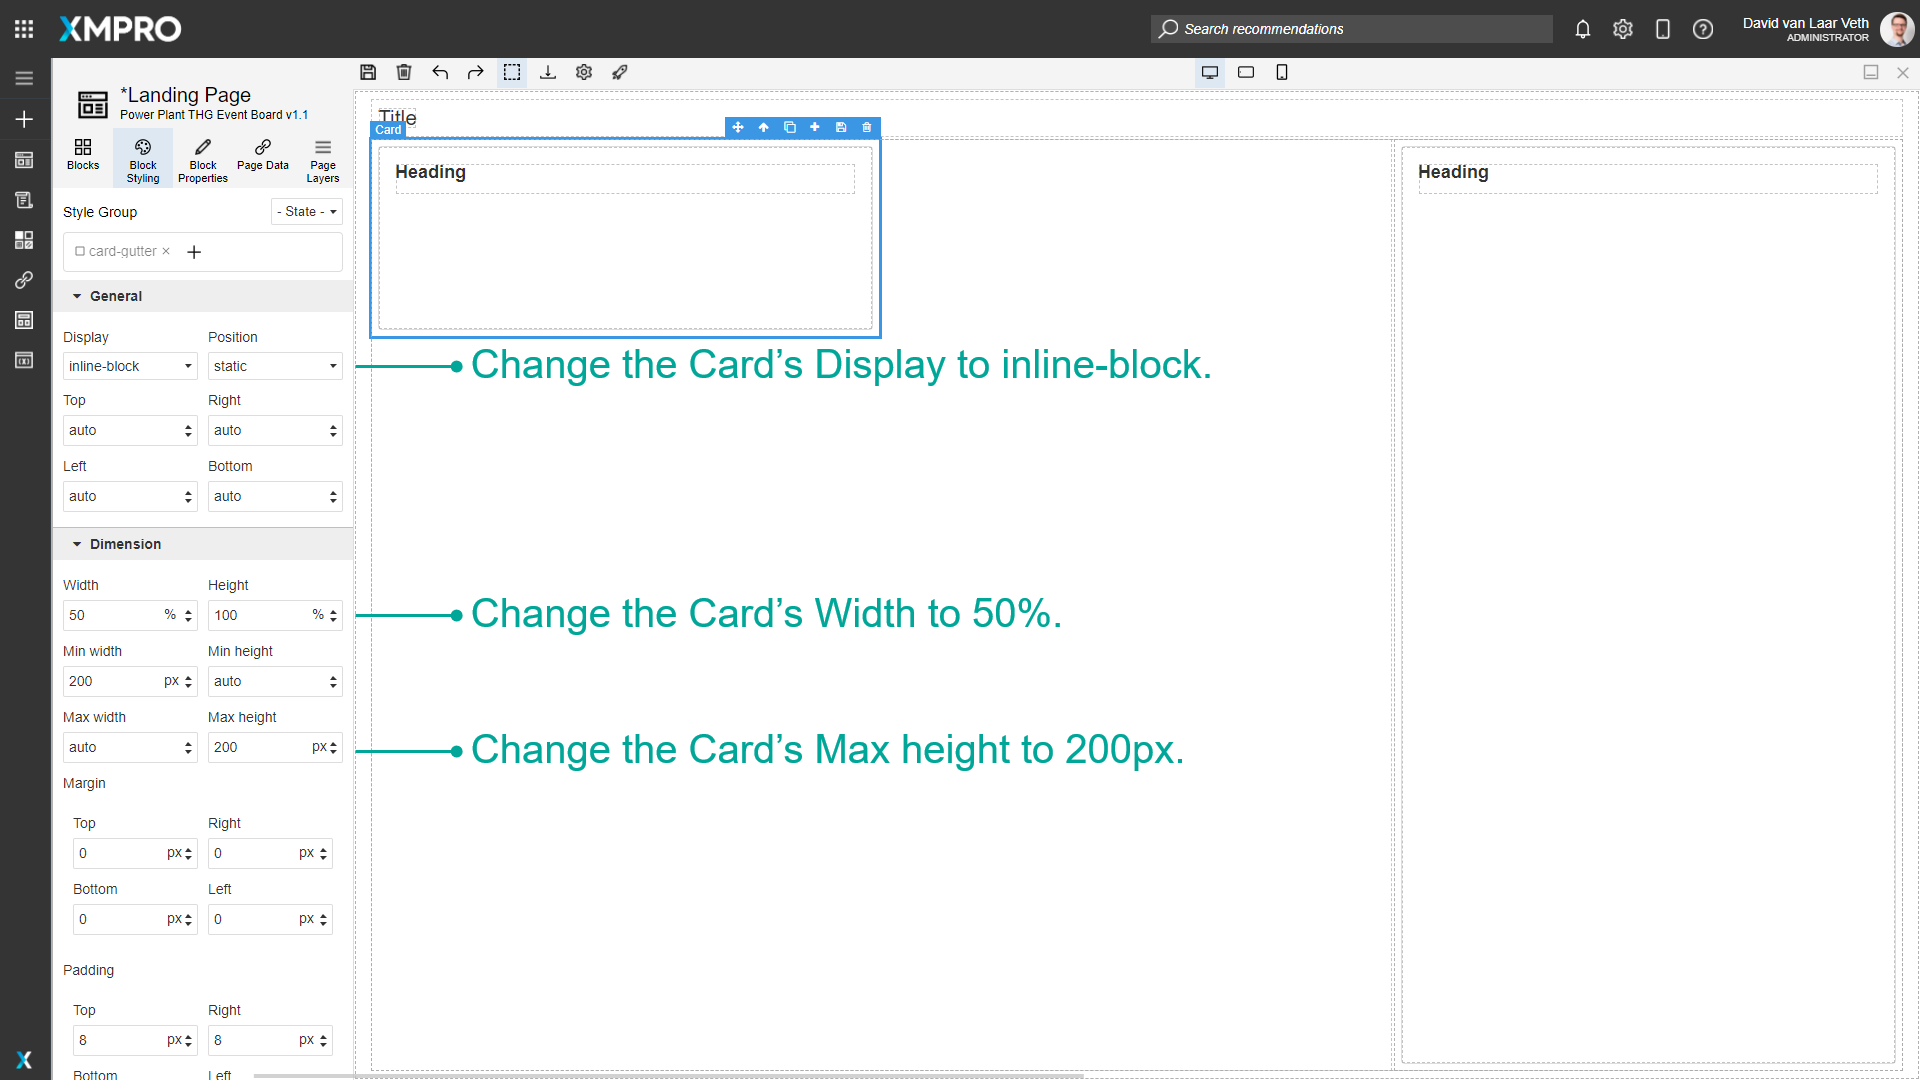 XMPRO
Search recommendations
David van Laar Veth
ADMINISTRATOR
*Landing Page
Power Plant THG Event Board v1.1
Blocks
Block Styling
Block Properties
Page Data
Page Layers
Style Group
- State -
card-gutter ×
General
Display
Position
inline-block
static
Top
Right
auto
auto
Left
Bottom
auto
auto
Dimension
Width
Height
50 %
100 %
Min width
Min height
200 px
auto
Max width
Max height
auto
200 px
Margin
Top
Right
0 px
0 px
Bottom
Left
0 px
0 px
Padding
Top
Right
8 px
8 px
Bottom
Left
Title
Card
Heading
Heading
Change the Card’s Display to inline-block.
Change the Card’s Width to 50%.
Change the Card’s Max height to 200px.